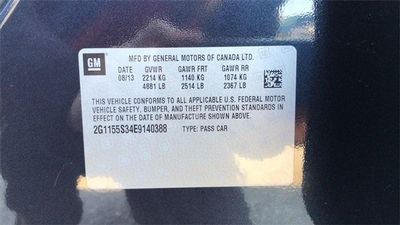 GM
MFD BY GENERAL MOTORS OF CANADA LTD.
DATE GVWR GAWR FRT GAWR RR
08/13 2214 KG 1140 KG 1074 KG
4881 LB 2514 LB 2367 LB
THIS VEHICLE CONFORMS TO ALL APPLICABLE U.S. FEDERAL MOTOR
VEHICLE SAFETY, BUMPER, AND THEFT PREVENTION STANDARDS IN
EFFECT ON THE DATE OF MANUFACTURE SHOWN ABOVE.
2G1155S34E9140388
TYPE: PASS CAR